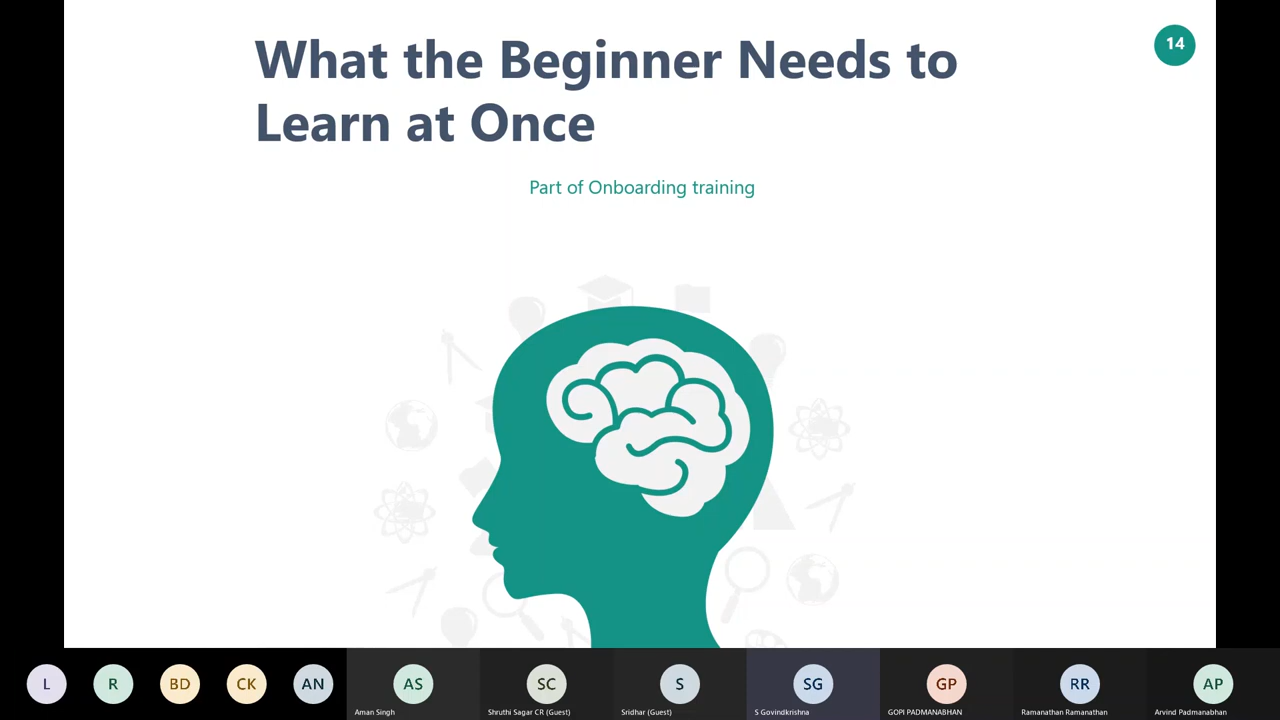 What the Beginner Needs to
Learn at Once
14
Part of Onboarding training
L
R
BD
CK
AN
AS
SC
S
SG
GP
RR
AP
Aman Singh
Shruthi Sagar CR (Guest)
Sridhar (Guest)
S Govindkrishna
GOPI PADMANABHAN
Ramanathan Ramanathan
Arvind Padmanabhan